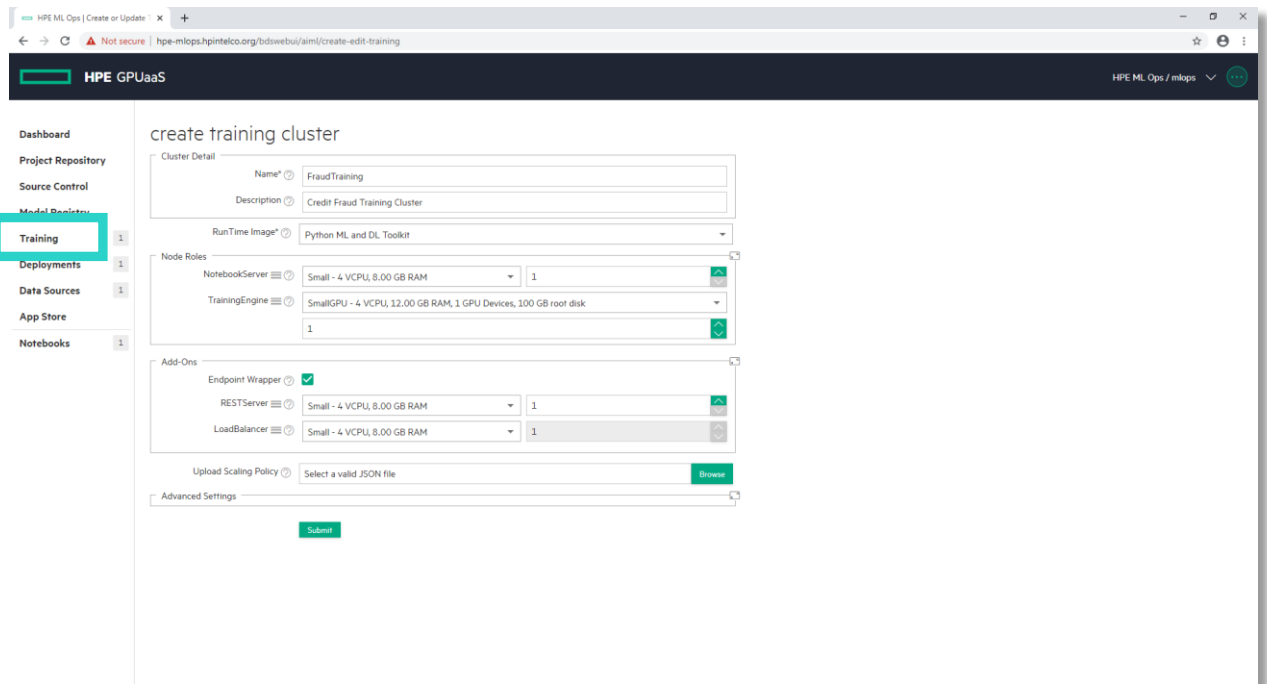 HPE ML Ops | Create or Update T
Not secure | hpe-mlops.hpintelco.org/bdswebui/aiml/create-edit-training
HPE GPUaaS
HPE ML Ops / mlops
Dashboard
Project Repository
Source Control
Model Registry
Training 1
Deployments 1
Data Sources 1
App Store
Notebooks 1
create training cluster
Cluster Detail
Name* FraudTraining
Description Credit Fraud Training Cluster
RunTime Image* Python ML and DL Toolkit
Node Roles
NotebookServer Small - 4 VCPU, 8.00 GB RAM 1
TrainingEngine SmallGPU - 4 VCPU, 12.00 GB RAM, 1 GPU Devices, 100 GB root disk
1
Add-Ons
Endpoint Wrapper
RESTServer Small - 4 VCPU, 8.00 GB RAM 1
LoadBalancer Small - 4 VCPU, 8.00 GB RAM 1
Upload Scaling Policy Select a valid JSON file Browse
Advanced Settings
Submit